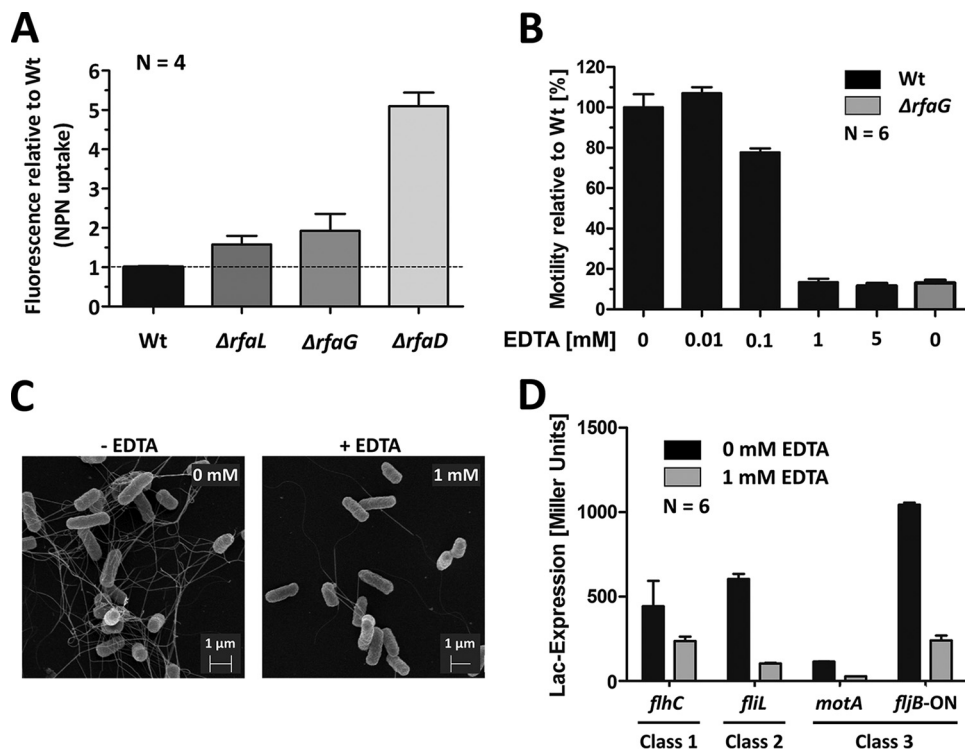 A
N = 4
Fluorescence relative to Wt
(NPN uptake)
6
5
4
3
2
1
0
Wt
ΔrfaL
ΔrfaG
ΔrfaD
B
Motility relative to Wt [%]
120
100
80
60
40
20
0
Wt
ΔrfaG
N = 6
EDTA [mM] 0 0.01 0.1 1 5 0
C
- EDTA
+ EDTA
0 mM
1 mM
1 μm
1 μm
D
Lac-Expression [Miller Units]
1500
1000
500
0
0 mM EDTA
1 mM EDTA
N = 6
flhC fliL motA fljB-ON
Class 1 Class 2 Class 3